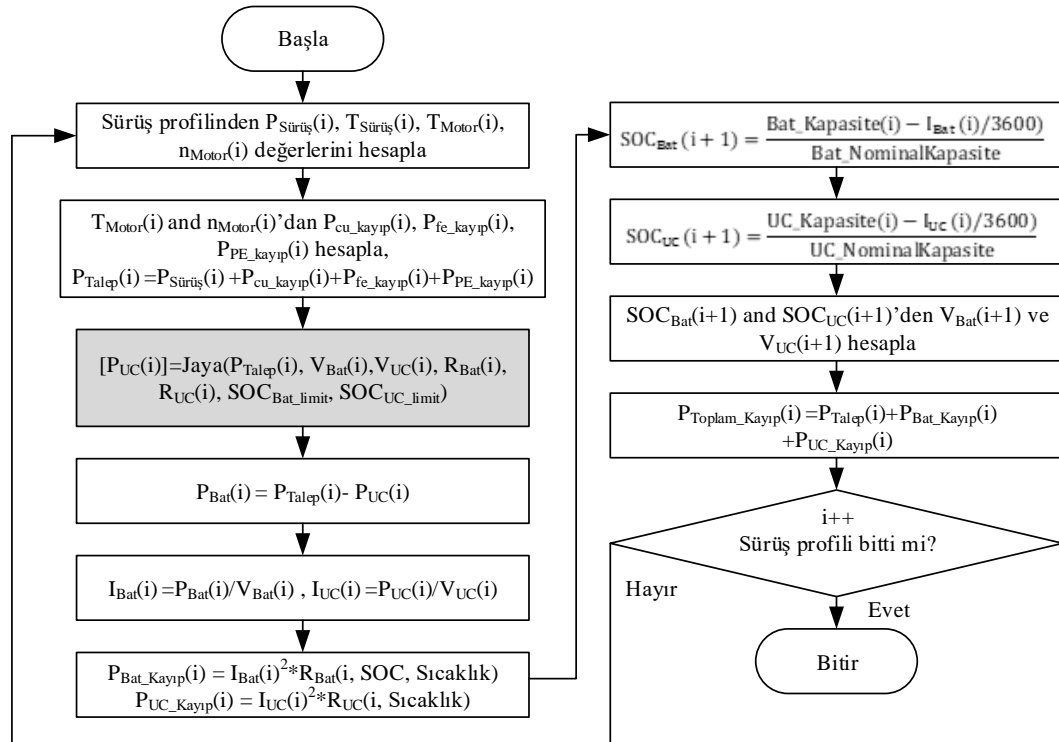 Başla
Sürüş profilinden P_Sürüş(i), T_Sürüş(i), T_Motor(i),
n_Motor(i) değerlerini hesapla
T_Motor(i) and n_Motor(i)’dan P_cu_kayıp(i), P_fe_kayıp(i),
P_PE_kayıp(i) hesapla,
P_Talep(i) =P_Sürüş(i) +P_cu_kayıp(i)+P_fe_kayıp(i)+P_PE_kayıp(i)
[P_UC(i)]=Jaya(P_Talep(i), V_Bat(i),V_UC(i), R_Bat(i),
R_UC(i), SOC_Bat_limit, SOC_UC_limit)
P_Bat(i) = P_Talep(i)- P_UC(i)
I_Bat(i) =P_Bat(i)/V_Bat(i) , I_UC(i) =P_UC(i)/V_UC(i)
P_Bat_Kayıp(i) = I_Bat(i)²*R_Bat(i, SOC, Sıcaklık)
P_UC_Kayıp(i) = I_UC(i)²*R_UC(i, Sıcaklık)
SOC_Bat(i + 1) = Bat_Kapasite(i) − I_Bat(i)/3600)
Bat_NominalKapasite
SOC_UC(i + 1) = UC_Kapasite(i) − I_UC(i)/3600)
UC_NominalKapasite
SOC_Bat(i+1) and SOC_UC(i+1)’den V_Bat(i+1) ve
V_UC(i+1) hesapla
P_Toplam_Kayıp(i) =P_Talep(i)+P_Bat_Kayıp(i)
+P_UC_Kayıp(i)
i++
Sürüş profili bitti mi?
Hayır
Evet
Bitir